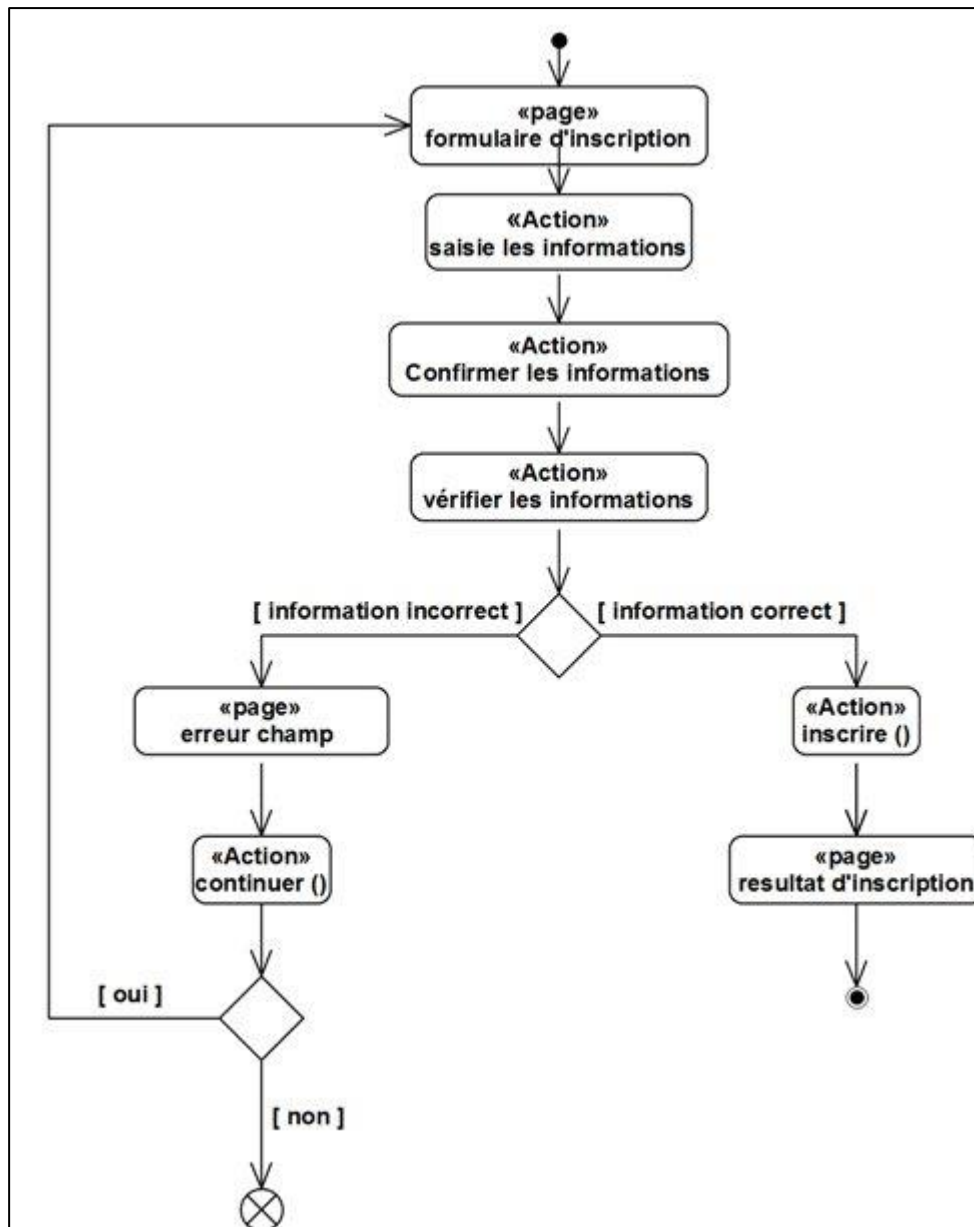 «page»
formulaire d'inscription
«Action»
saisie les informations
«Action»
Confirmer les informations
«Action»
vérifier les informations
[ information incorrect ]
[ information correct ]
«page»
erreur champ
«Action»
inscrire ()
«Action»
continuer ()
«page»
resultat d'inscription
[ oui ]
[ non ]